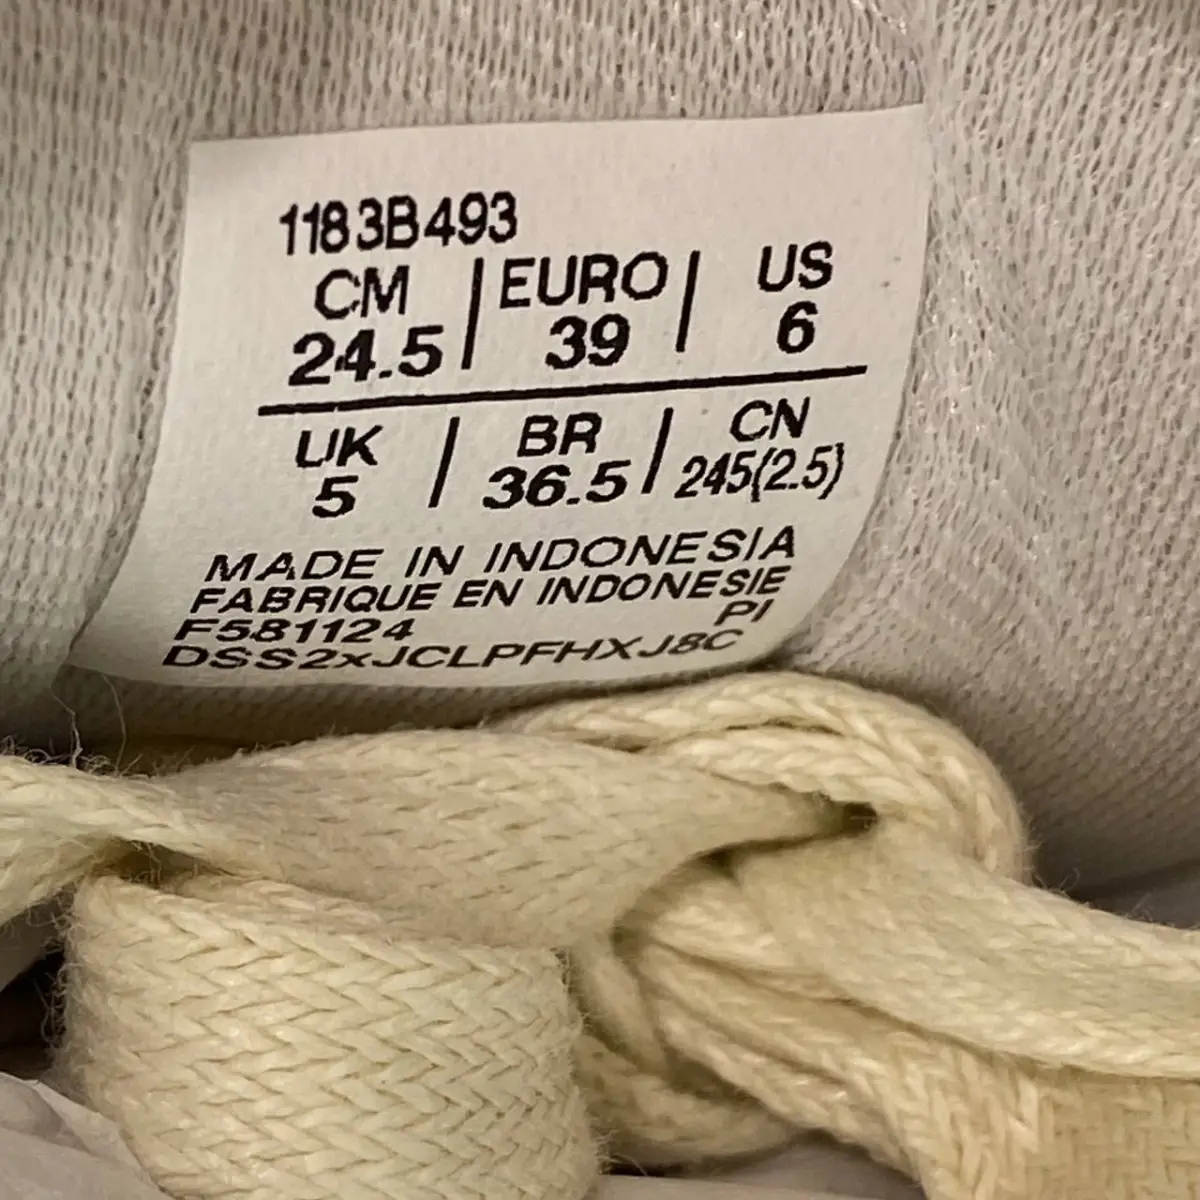 1183B493
CM | EURO | US
24.5 | 39 | 6
UK | BR | CN
5 | 36.5 | 245(2.5)
MADE IN INDONESIA
FABRIQUE EN INDONESIE
F581124 PI
DSS2xJCLPFHXJ8C